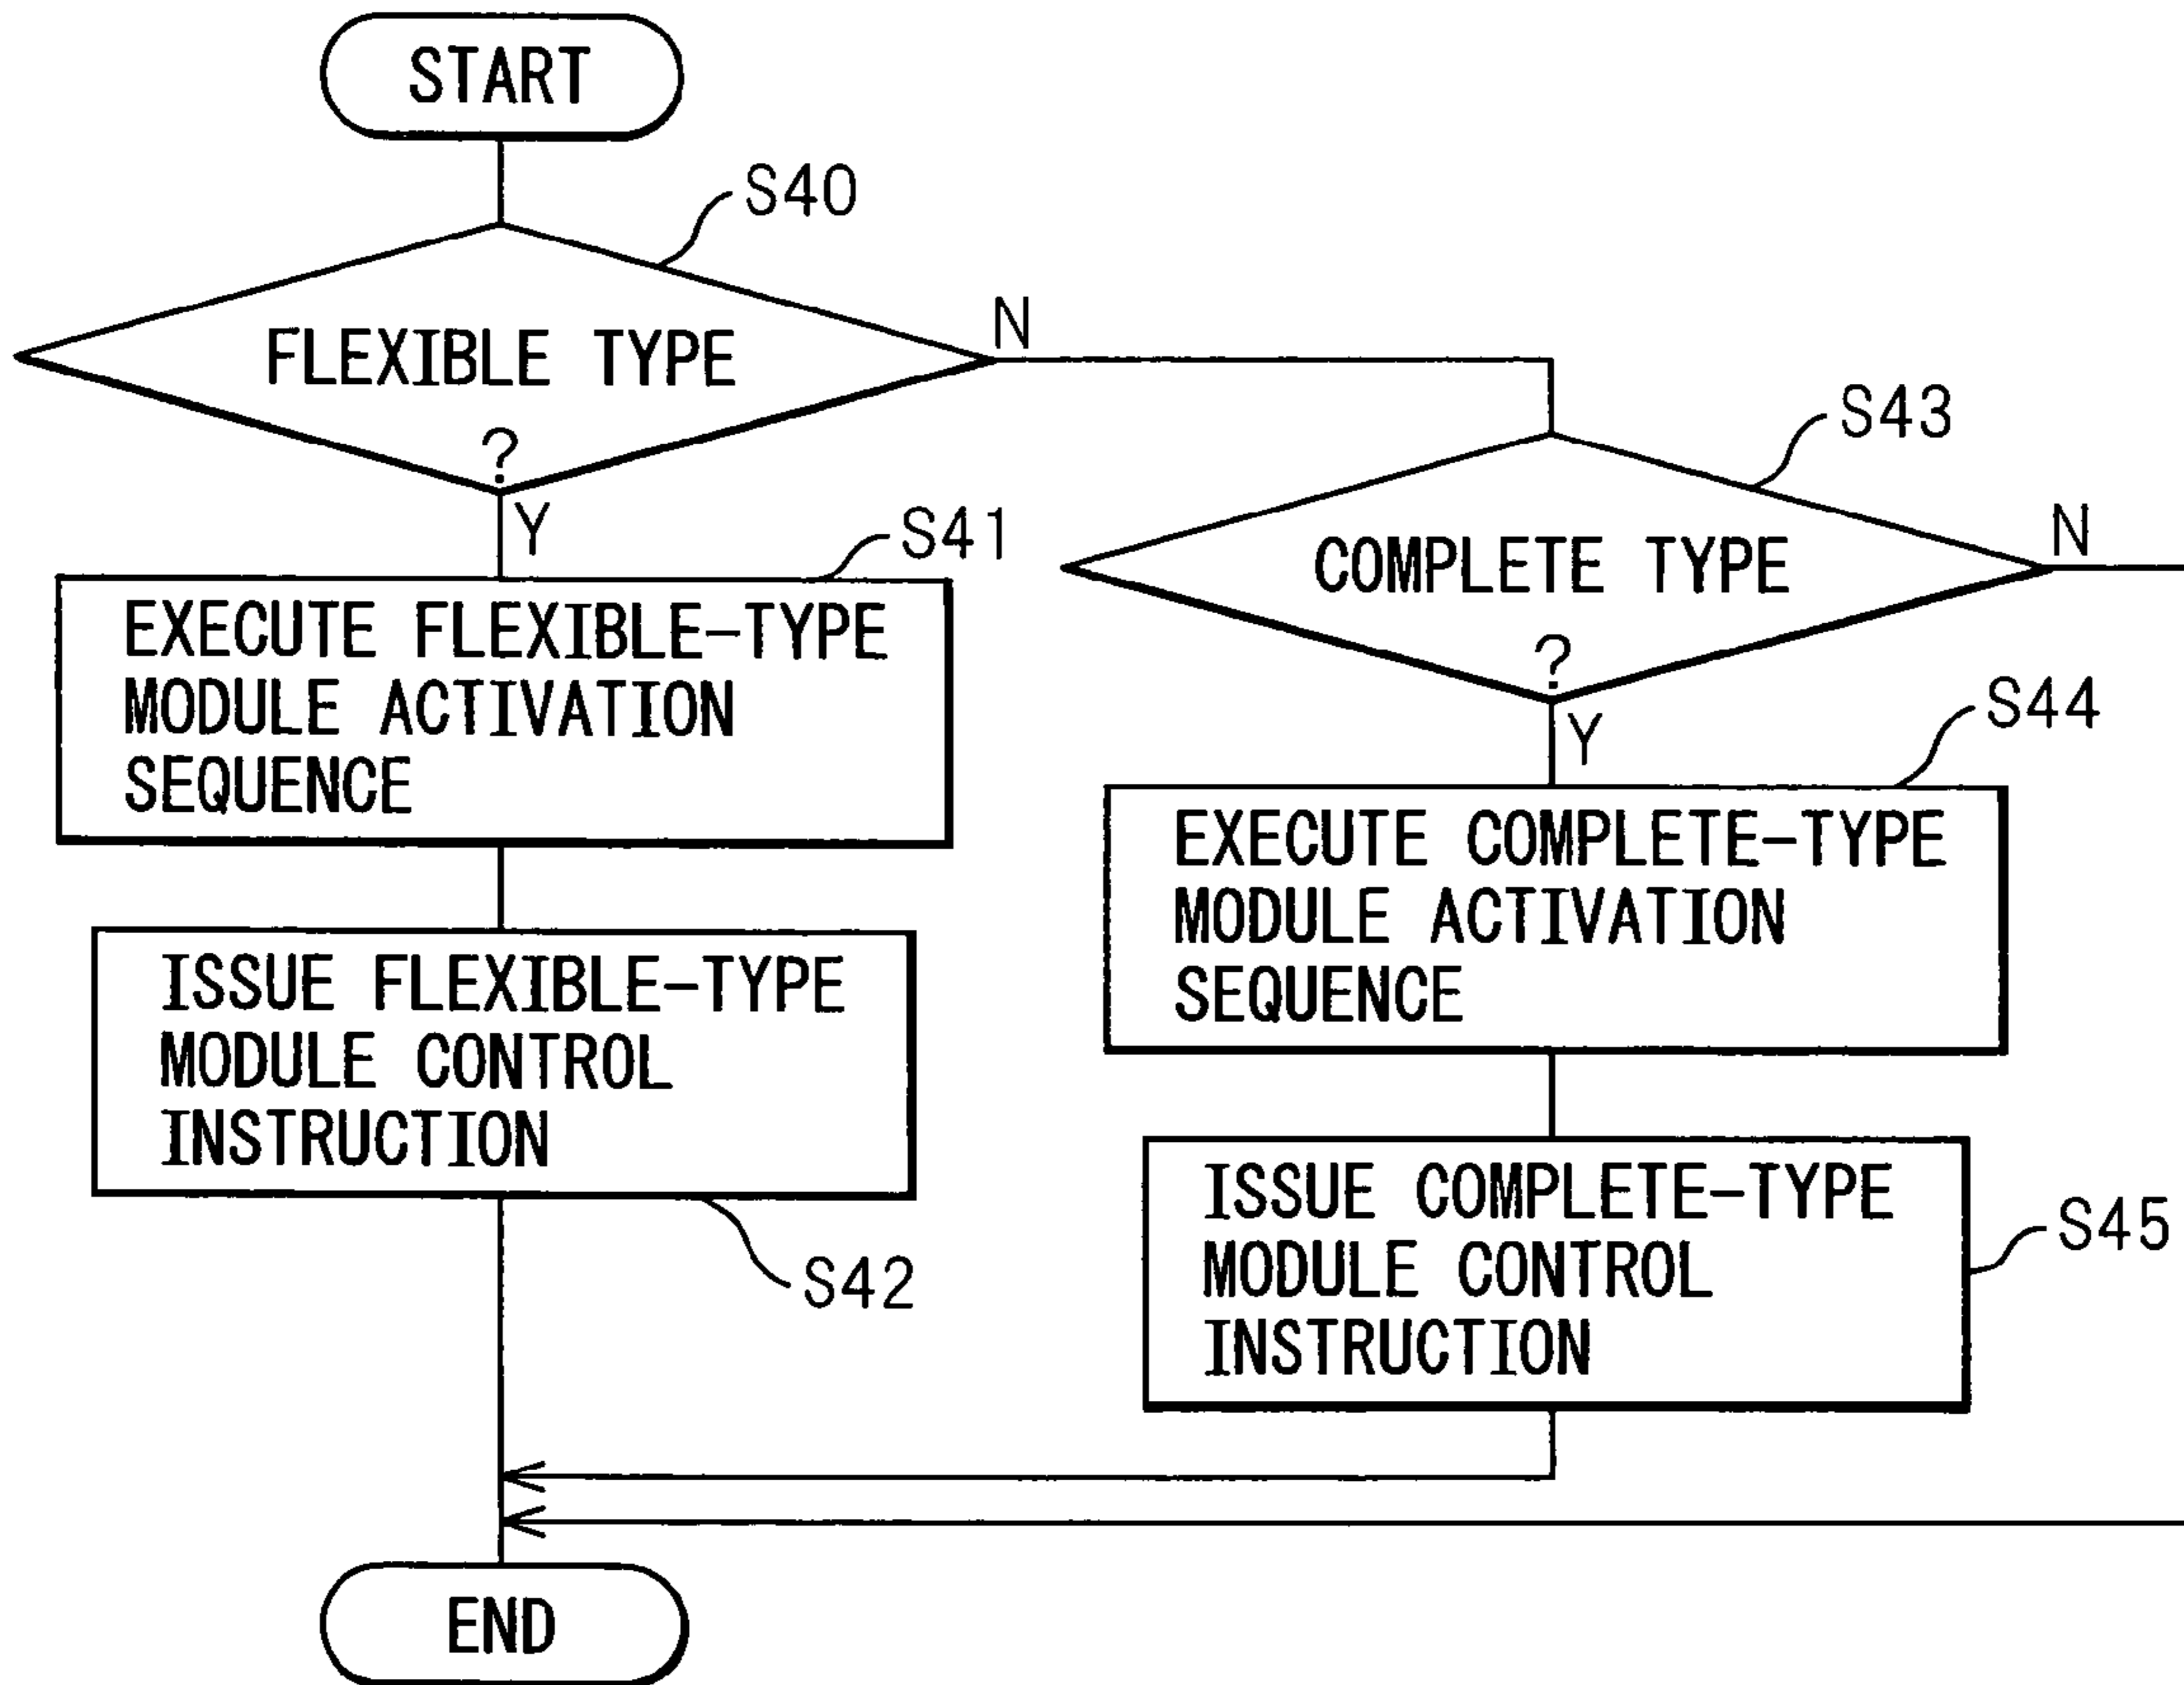 START
S40
FLEXIBLE TYPE
?
N
Y
S41
EXECUTE FLEXIBLE-TYPE
MODULE ACTIVATION
SEQUENCE
ISSUE FLEXIBLE-TYPE
MODULE CONTROL
INSTRUCTION
S42
S43
COMPLETE TYPE
?
N
Y
S44
EXECUTE COMPLETE-TYPE
MODULE ACTIVATION
SEQUENCE
ISSUE COMPLETE-TYPE
MODULE CONTROL
INSTRUCTION
S45
END